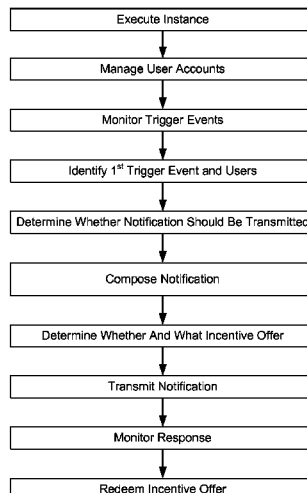 Execute Instance
Manage User Accounts
Monitor Trigger Events
Identify 1st Trigger Event and Users
Determine Whether Notification Should Be Transmitted
Compose Notification
Determine Whether And What Incentive Offer
Transmit Notification
Monitor Response
Redeem Incentive Offer